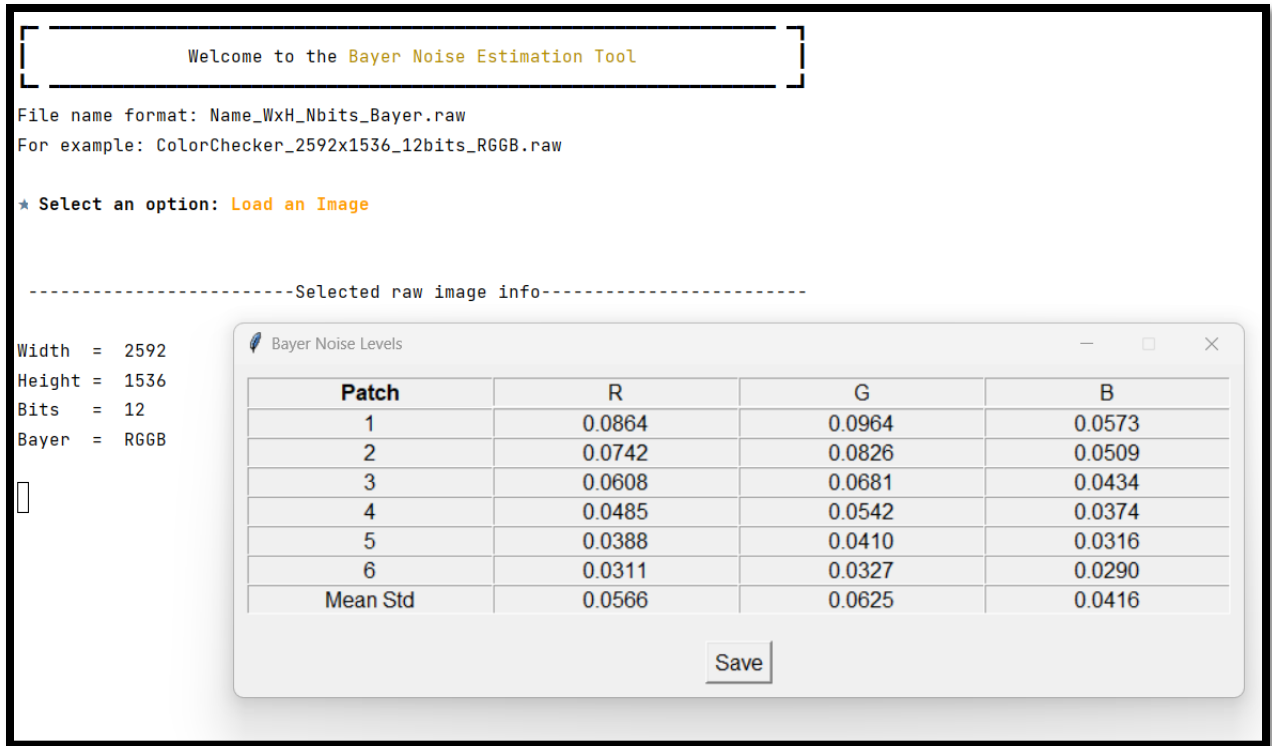 Welcome to the Bayer Noise Estimation Tool
File name format: Name_WxH_Nbits_Bayer.raw
For example: ColorChecker_2592x1536_12bits_RGGB.raw
★ Select an option: Load an Image
-------------------------Selected raw image info-------------------------
Width = 2592
Height = 1536
Bits = 12
Bayer = RGGB
Bayer Noise Levels
Patch R G B
1 0.0864 0.0964 0.0573
2 0.0742 0.0826 0.0509
3 0.0608 0.0681 0.0434
4 0.0485 0.0542 0.0374
5 0.0388 0.0410 0.0316
6 0.0311 0.0327 0.0290
Mean Std 0.0566 0.0625 0.0416
Save